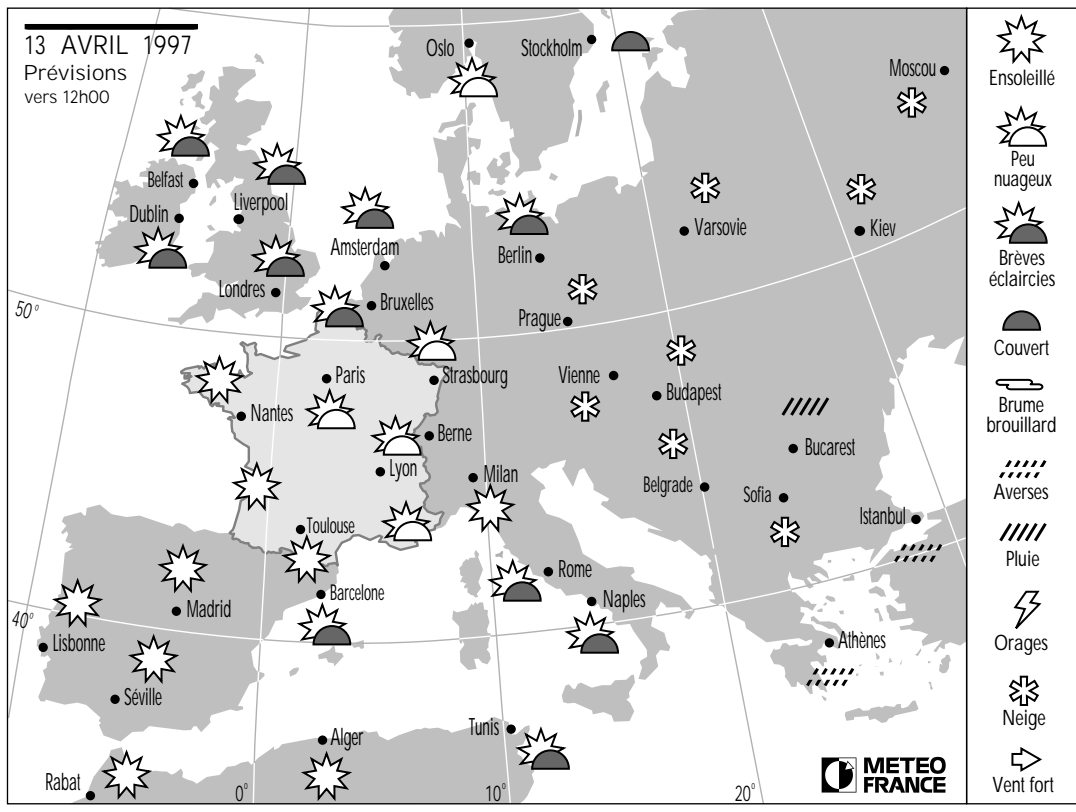 13 AVRIL 1997
Prévisions
vers 12h00
Oslo
Stockholm
Moscou
Belfast
Dublin
Liverpool
Amsterdam
Berlin
Varsovie
Kiev
Londres
Bruxelles
Prague
50°
Paris
Strasbourg
Vienne
Budapest
Nantes
Berne
Bucarest
Lyon
Milan
Belgrade
Sofia
Istanbul
Toulouse
Rome
Barcelone
Naples
Madrid
40°
Lisbonne
Athènes
Séville
Tunis
Alger
Rabat
0°
10°
20°
METEO
FRANCE
Ensoleillé
Peu
nuageux
Brèves
éclaircies
Couvert
Brume
brouillard
Averses
Pluie
Orages
Neige
Vent fort